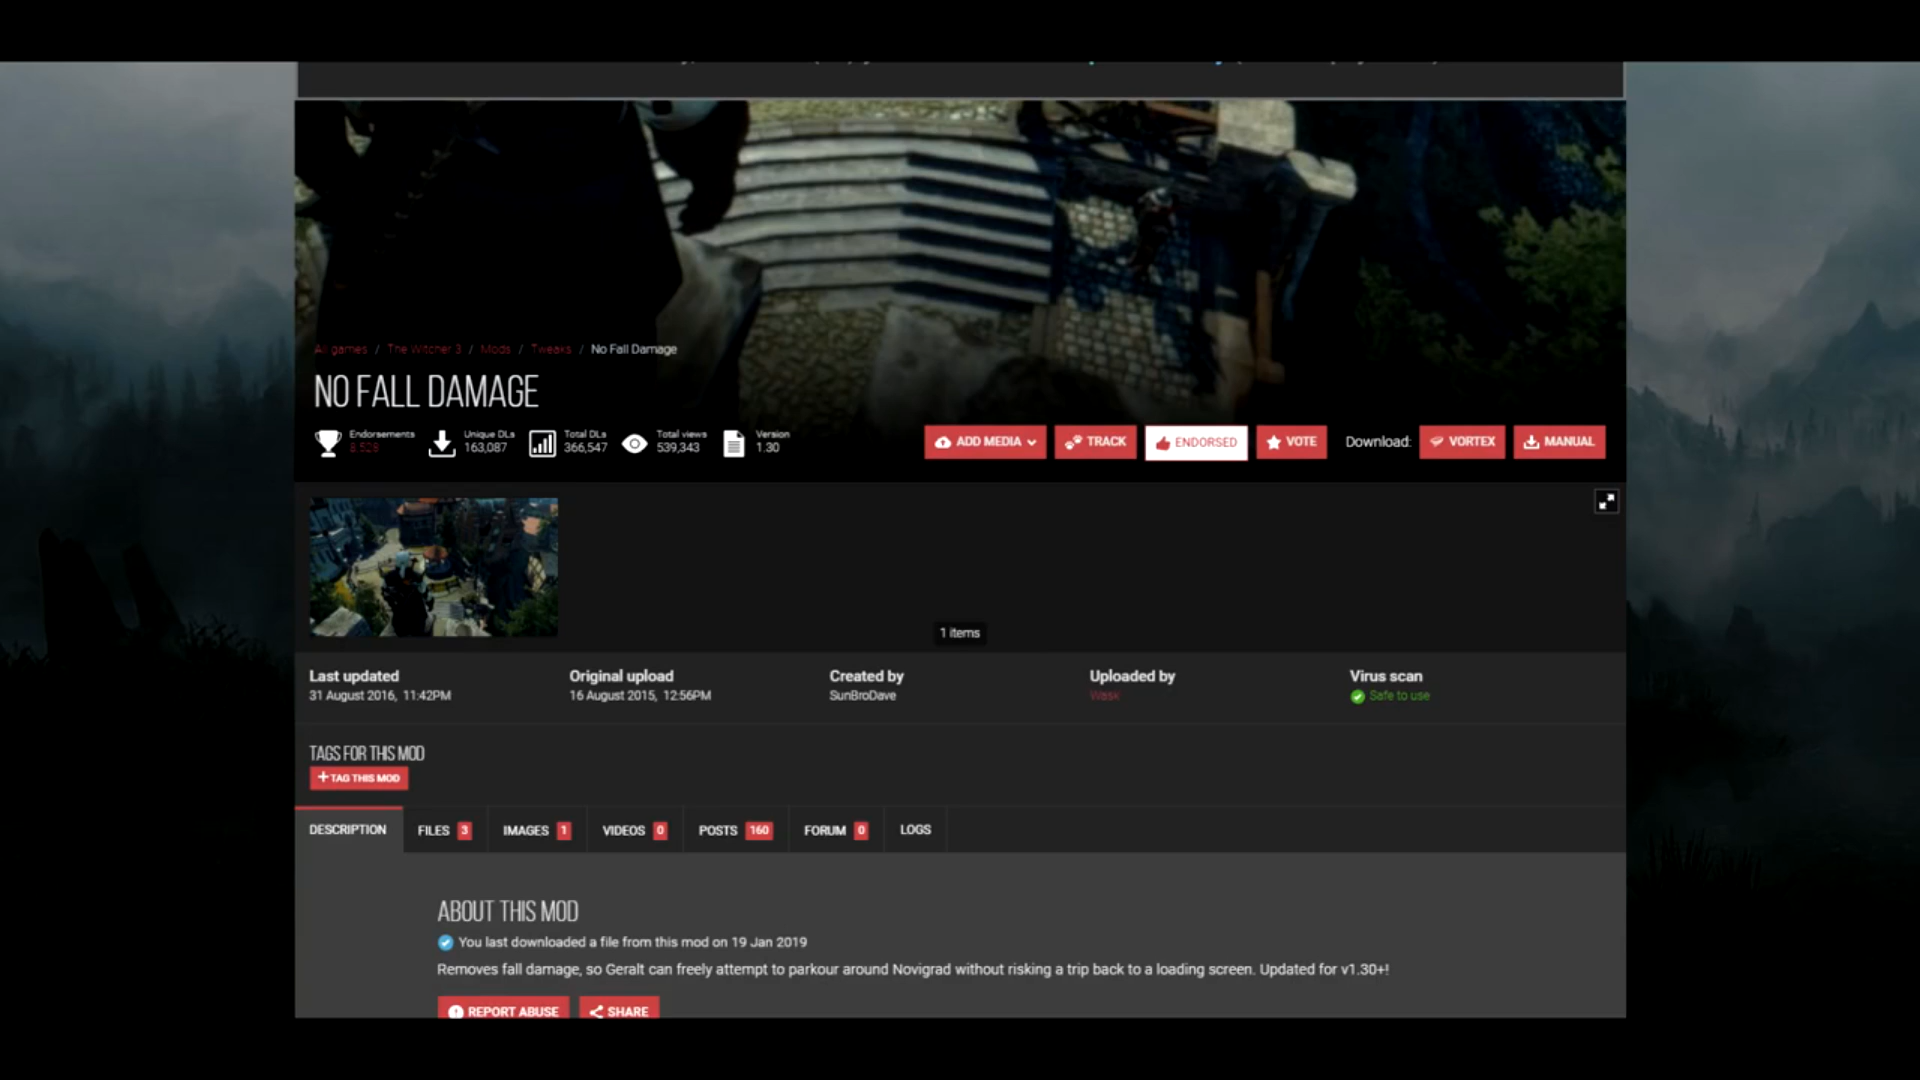 All games / The Witcher 3 / Mods / Tweaks / No Fall Damage
NO FALL DAMAGE
Endorsements
8,528
Unique DLs
163,087
Total DLs
366,547
Total views
539,343
Version
1.30
ADD MEDIA
TRACK
ENDORSED
VOTE
Download:
VORTEX
MANUAL
1 items
Last updated
31 August 2016, 11:42PM
Original upload
16 August 2015, 12:56PM
Created by
SunBroDave
Uploaded by
Wask
Virus scan
Safe to use
TAGS FOR THIS MOD
+ TAG THIS MOD
DESCRIPTION
FILES 3
IMAGES 1
VIDEOS 0
POSTS 160
FORUM 0
LOGS
ABOUT THIS MOD
You last downloaded a file from this mod on 19 Jan 2019
Removes fall damage, so Geralt can freely attempt to parkour around Novigrad without risking a trip back to a loading screen. Updated for v1.30+!
REPORT ABUSE
SHARE